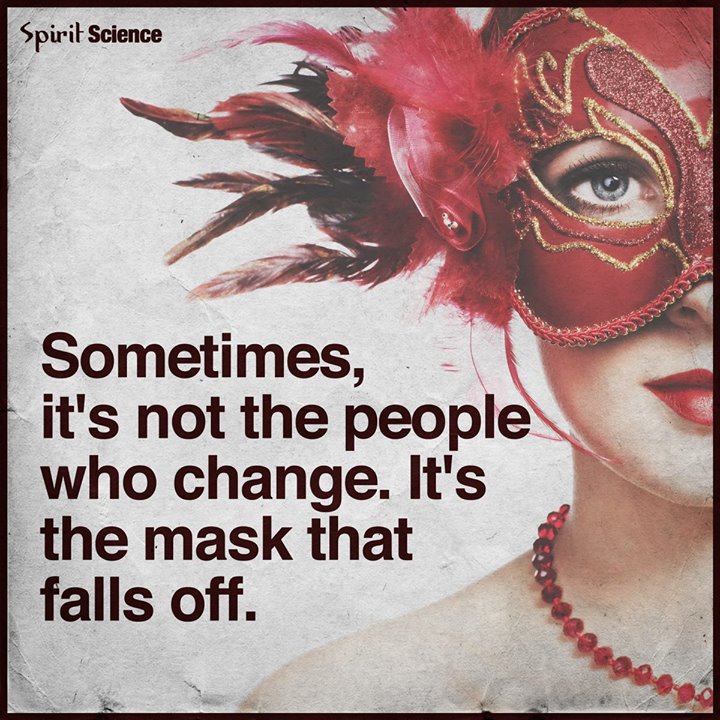 Spirit Science
Sometimes,
it's not the people
who change. It's
the mask that
falls off.